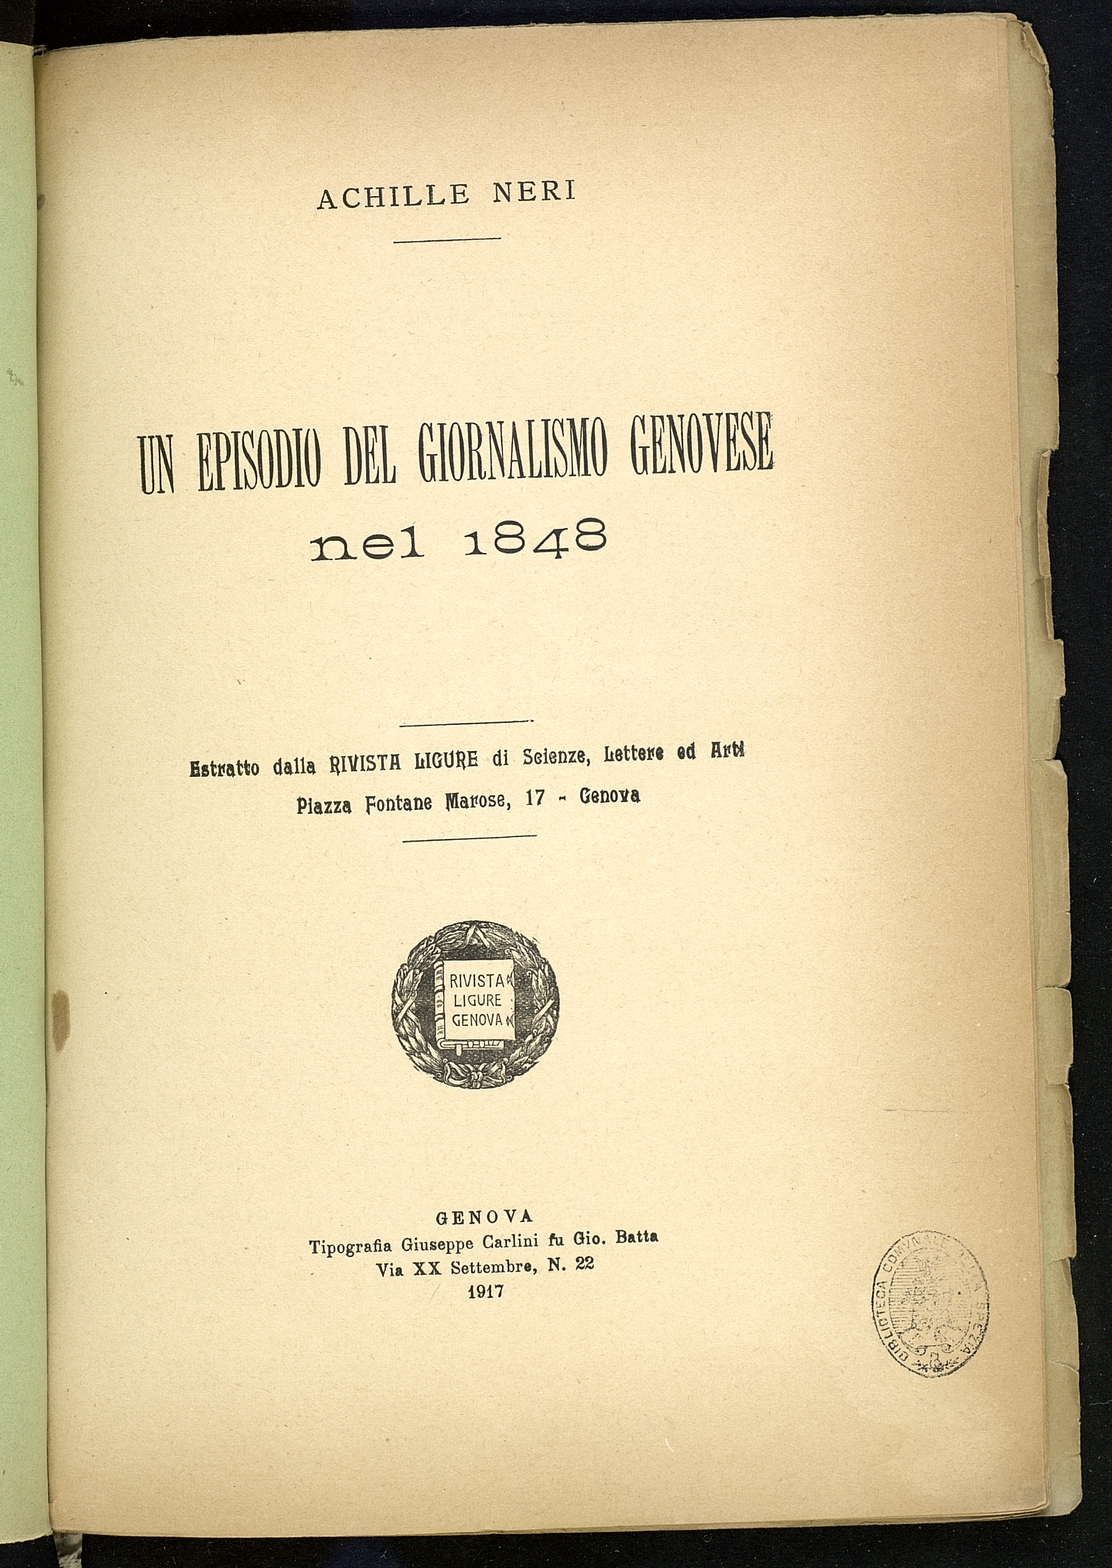 ACHILLE NERI
UN EPISODIO DEL GIORNALISMO GENOVESE
nel 1848
Estratto dalla RIVISTA LIGURE di Scienze, Lettere ed Arti
Piazza Fontane Marose, 17 - Genova
RIVISTA
LIGURE
GENOVA
GENOVA
Tipografia Giuseppe Carlini fu Gio. Batta
Via XX Settembre, N. 22
1917
BIBLIOTECA SPEZIA